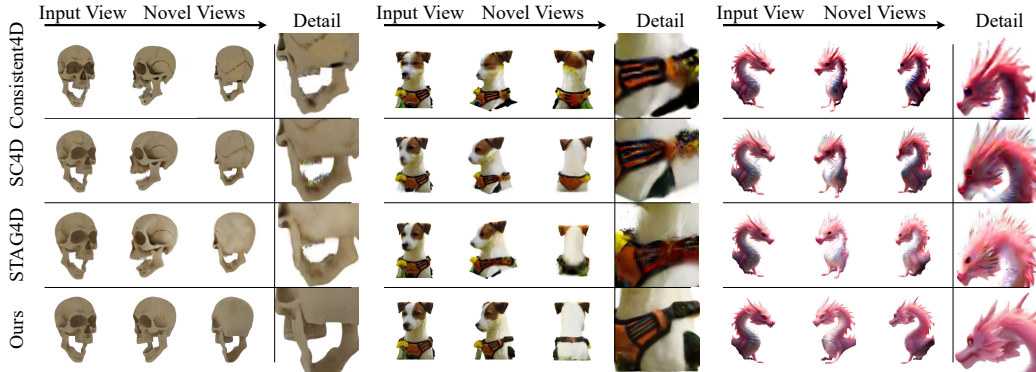 Input View Novel Views Detail Input View Novel Views Detail Input View Novel Views Detail
Consistent4D
SC4D
STAG4D
Ours